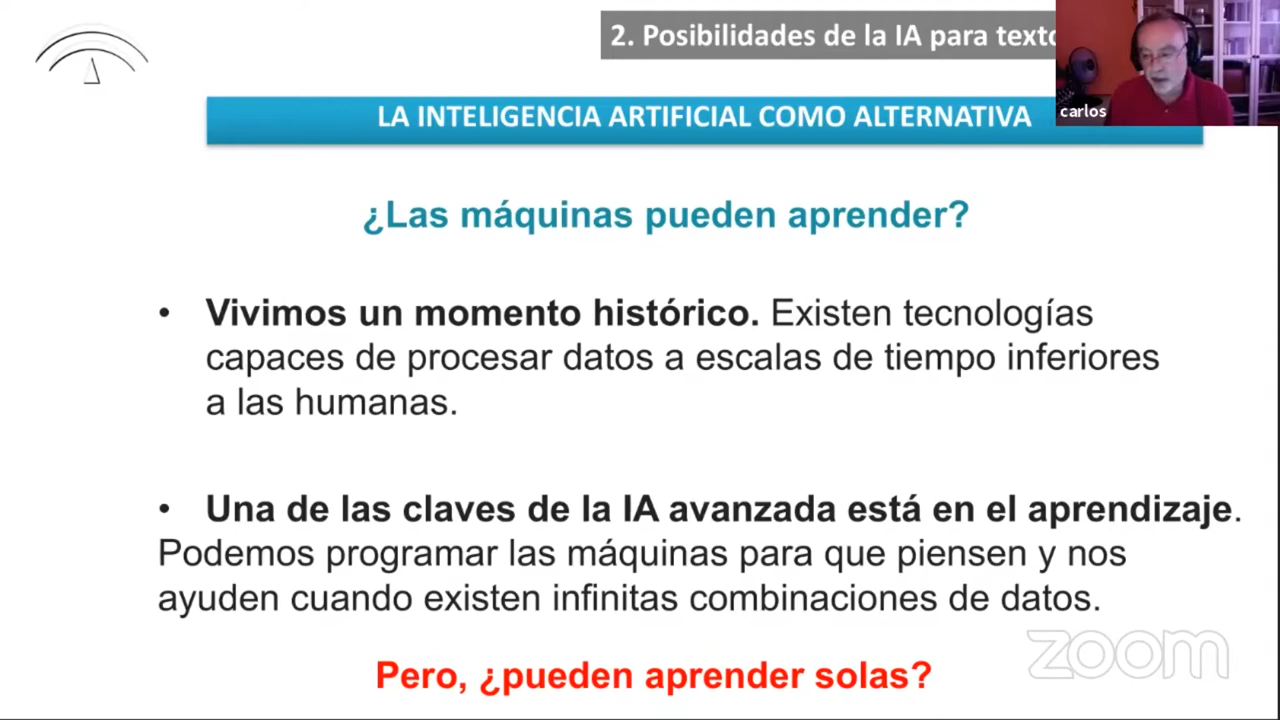 2. Posibilidades de la IA para texto
carlos
LA INTELIGENCIA ARTIFICIAL COMO ALTERNATIVA
¿Las máquinas pueden aprender?
• Vivimos un momento histórico. Existen tecnologías
capaces de procesar datos a escalas de tiempo inferiores
a las humanas.
• Una de las claves de la IA avanzada está en el aprendizaje.
Podemos programar las máquinas para que piensen y nos
ayuden cuando existen infinitas combinaciones de datos.
zoom
Pero, ¿pueden aprender solas?